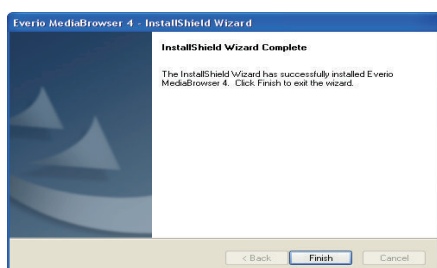 Everio MediaBrowser 4 - InstallShield Wizard
InstallShield Wizard Complete
The InstallShield Wizard has successfully installed Everio
MediaBrowser 4. Click Finish to exit the wizard.
< Back Finish Cancel